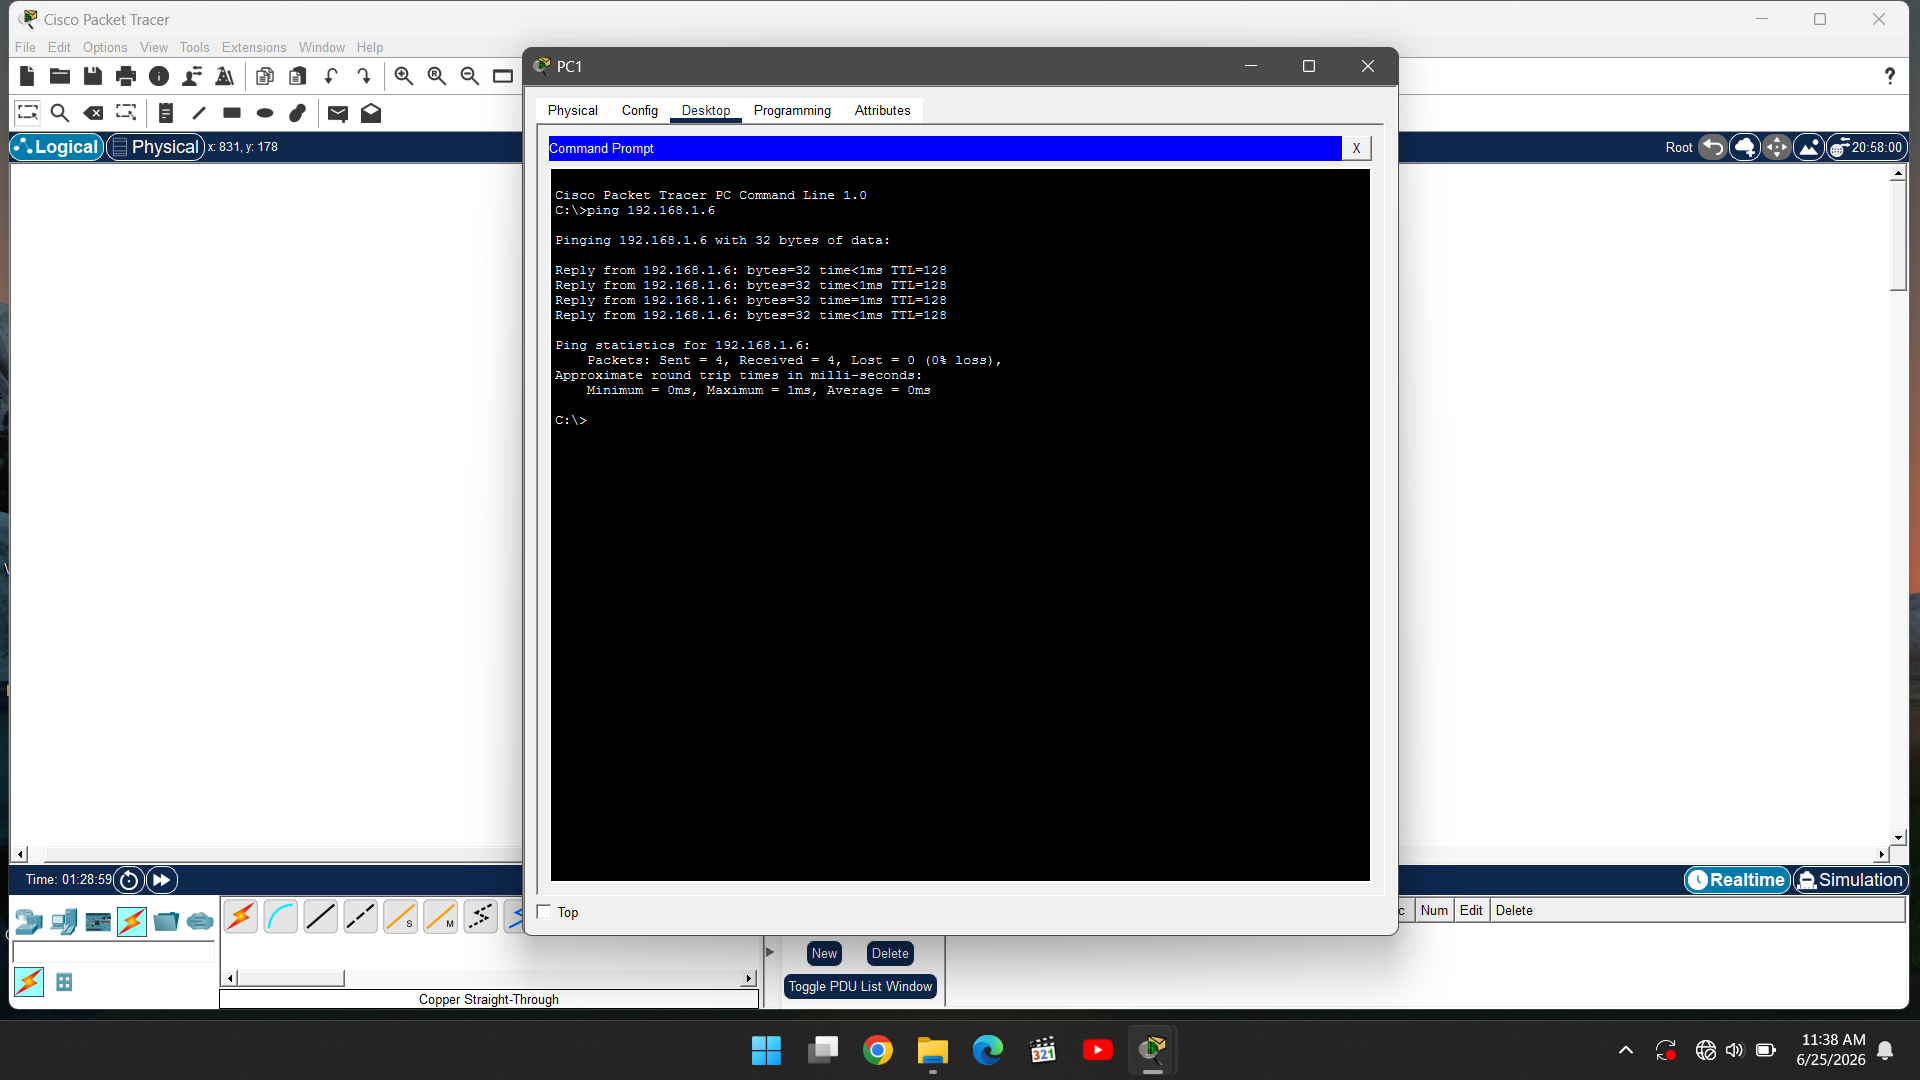 Cisco Packet Tracer
File Edit Options View Tools Extensions Window Help
?
Logical Physical x: 831, y: 178
Root 20:58:00
PC1
Physical Config Desktop Programming Attributes
Command Prompt X
Cisco Packet Tracer PC Command Line 1.0
C:\>ping 192.168.1.6
Pinging 192.168.1.6 with 32 bytes of data:
Reply from 192.168.1.6: bytes=32 time<1ms TTL=128
Reply from 192.168.1.6: bytes=32 time<1ms TTL=128
Reply from 192.168.1.6: bytes=32 time=1ms TTL=128
Reply from 192.168.1.6: bytes=32 time<1ms TTL=128
Ping statistics for 192.168.1.6:
Packets: Sent = 4, Received = 4, Lost = 0 (0% loss),
Approximate round trip times in milli-seconds:
Minimum = 0ms, Maximum = 1ms, Average = 0ms
C:\>
Top
Time: 01:28:59
Realtime Simulation
S M
c Num Edit Delete
New Delete
Toggle PDU List Window
Copper Straight-Through
321
11:38 AM
6/25/2026